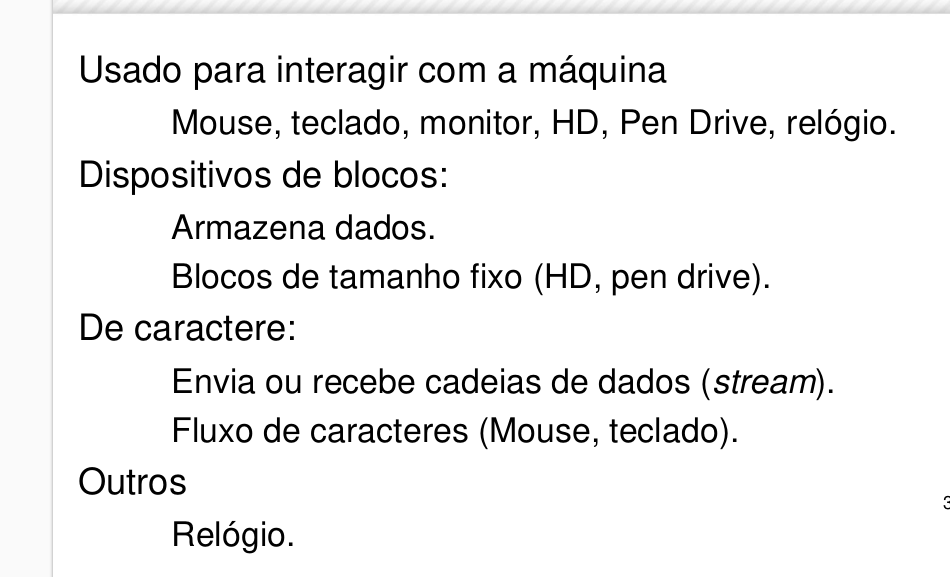 Usado para interagir com a máquina
Mouse, teclado, monitor, HD, Pen Drive, relógio.
Dispositivos de blocos:
Armazena dados.
Blocos de tamanho fixo (HD, pen drive).
De caractere:
Envia ou recebe cadeias de dados (stream).
Fluxo de caracteres (Mouse, teclado).
Outros
3
Relógio.